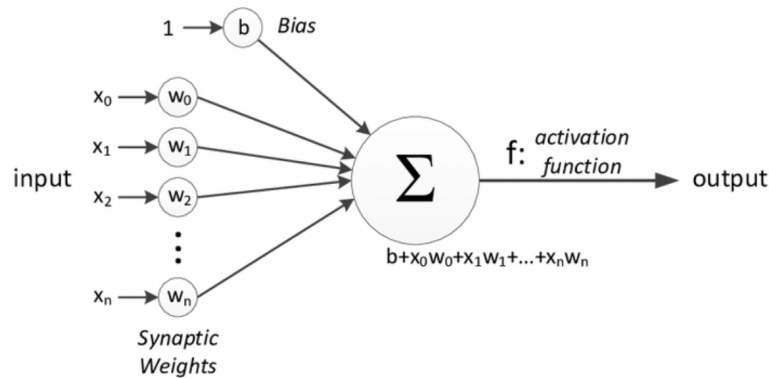 1 b Bias
x₀ w₀
x₁ w₁
input
x₂ w₂
⋮
xₙ wₙ
Synaptic
Weights
Σ
b+x₀w₀+x₁w₁+...+xₙwₙ
f: activation
function
output